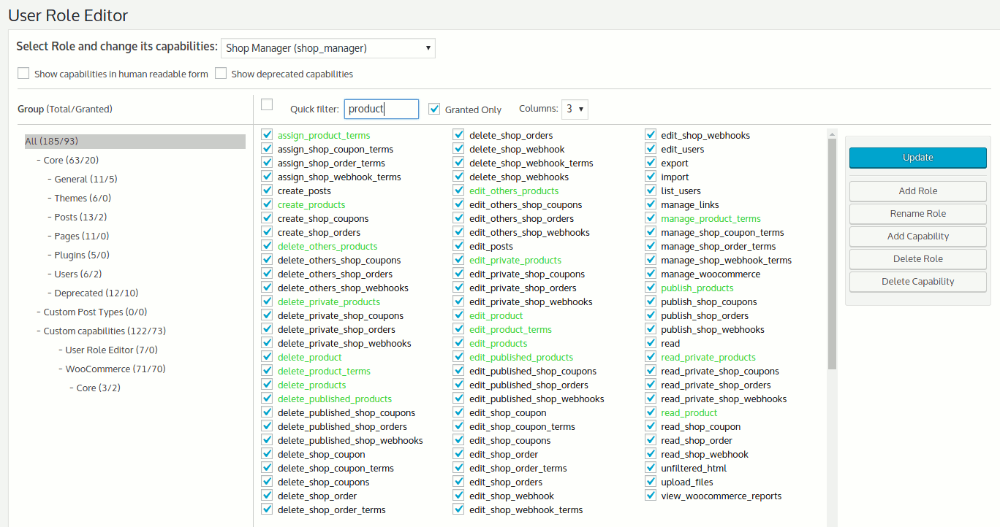 User Role Editor
Select Role and change its capabilities: Shop Manager (shop_manager)
Show capabilities in human readable form Show deprecated capabilities
Group (Total/Granted)
Quick filter: product Granted Only Columns: 3
All (185/93)
- Core (63/20)
- General (11/5)
- Themes (6/0)
- Posts (13/2)
- Pages (11/0)
- Plugins (5/0)
- Users (6/2)
- Deprecated (12/10)
- Custom Post Types (0/0)
- Custom capabilities (122/73)
- User Role Editor (7/0)
- WooCommerce (71/70)
- Core (3/2)
assign_product_terms
assign_shop_coupon_terms
assign_shop_order_terms
assign_shop_webhook_terms
create_posts
create_products
create_shop_coupons
create_shop_orders
delete_others_products
delete_others_shop_coupons
delete_others_shop_orders
delete_others_shop_webhooks
delete_private_products
delete_private_shop_coupons
delete_private_shop_orders
delete_private_shop_webhooks
delete_product
delete_product_terms
delete_products
delete_published_products
delete_published_shop_coupons
delete_published_shop_orders
delete_published_shop_webhooks
delete_shop_coupon
delete_shop_coupon_terms
delete_shop_coupons
delete_shop_order
delete_shop_order_terms
delete_shop_orders
delete_shop_webhook
delete_shop_webhook_terms
delete_shop_webhooks
edit_others_products
edit_others_shop_coupons
edit_others_shop_orders
edit_others_shop_webhooks
edit_posts
edit_private_products
edit_private_shop_coupons
edit_private_shop_orders
edit_private_shop_webhooks
edit_product
edit_product_terms
edit_products
edit_published_products
edit_published_shop_coupons
edit_published_shop_orders
edit_published_shop_webhooks
edit_shop_coupon
edit_shop_coupon_terms
edit_shop_coupons
edit_shop_order
edit_shop_order_terms
edit_shop_orders
edit_shop_webhook
edit_shop_webhook_terms
edit_shop_webhooks
edit_users
export
import
list_users
manage_links
manage_product_terms
manage_shop_coupon_terms
manage_shop_order_terms
manage_shop_webhook_terms
manage_woocommerce
publish_products
publish_shop_coupons
publish_shop_orders
publish_shop_webhooks
read
read_private_products
read_private_shop_coupons
read_private_shop_orders
read_private_shop_webhooks
read_product
read_shop_coupon
read_shop_order
read_shop_webhook
unfiltered_html
upload_files
view_woocommerce_reports
Update
Add Role
Rename Role
Add Capability
Delete Role
Delete Capability